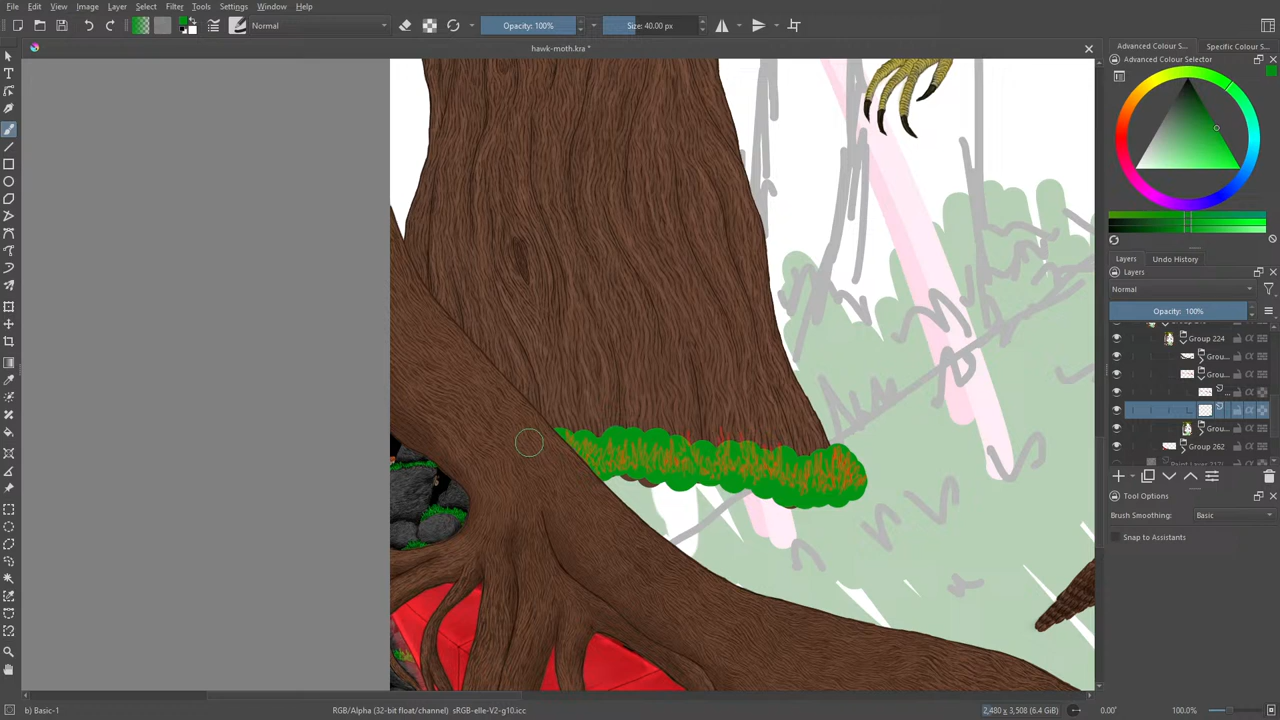 File Edit View Image Layer Select Filter Tools Settings Window Help
Normal Opacity: 100% Size: 40.00 px
hawk-moth.kra *
Advanced Colour S... Specific Colour S...
Advanced Colour Selector
Layers Undo History
Layers
Normal
Opacity: 100%
Group 224
Grou...
Grou...
...
Grou...
Group 262
Tool Options
Brush Smoothing: Basic
Snap to Assistants
b) Basic-1 RGB/Alpha (32-bit float/channel) sRGB-elle-V2-g10.icc 2,480 x 3,508 (6.4 GiB) 0.00° 100.0%